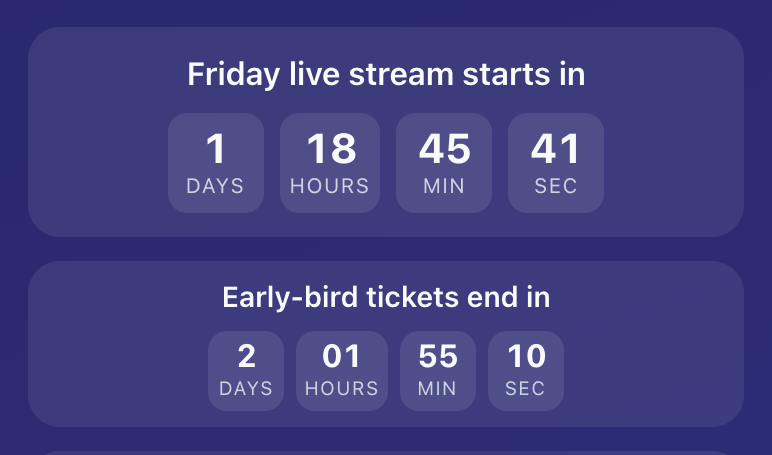 Friday live stream starts in
1 18 45 41
DAYS HOURS MIN SEC
Early-bird tickets end in
2 01 55 10
DAYS HOURS MIN SEC